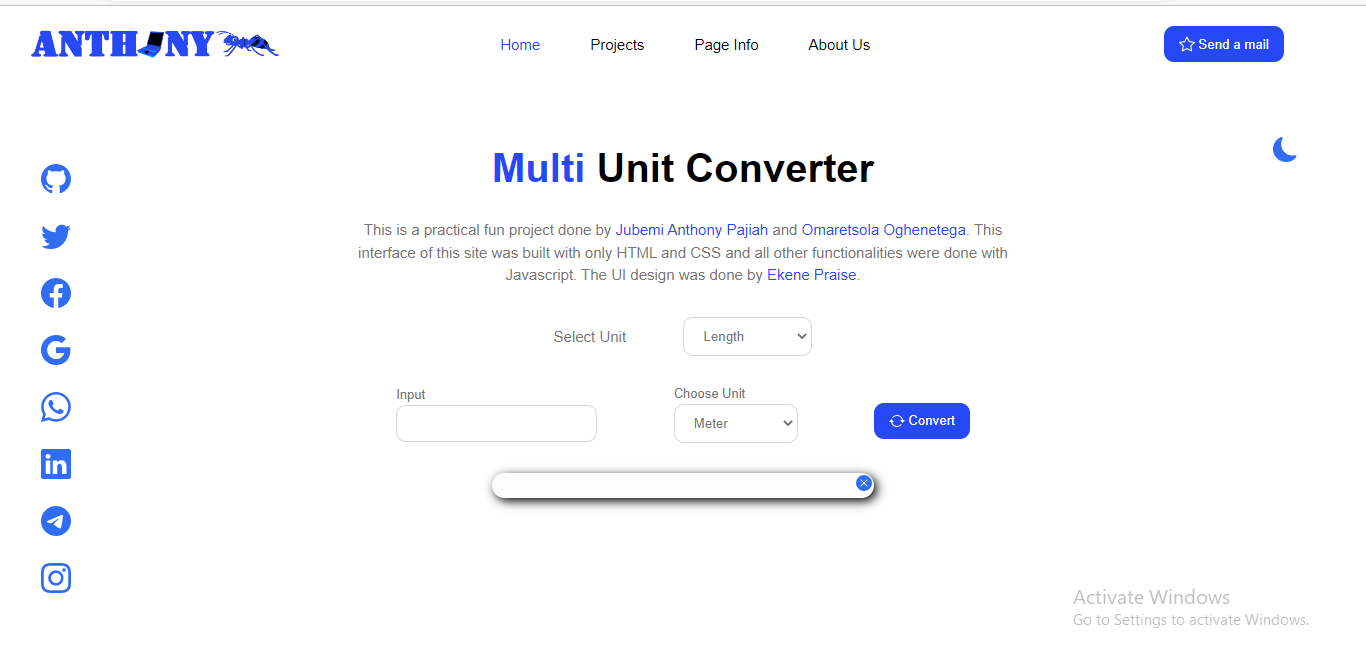 ANTHONY
Home
Projects
Page Info
About Us
Send a mail
Multi Unit Converter
This is a practical fun project done by Jubemi Anthony Pajiah and Omaretsola Oghenetega. This
interface of this site was built with only HTML and CSS and all other functionalities were done with
Javascript. The UI design was done by Ekene Praise.
Select Unit
Length
Input
Choose Unit
Meter
Convert
Activate Windows
Go to Settings to activate Windows.